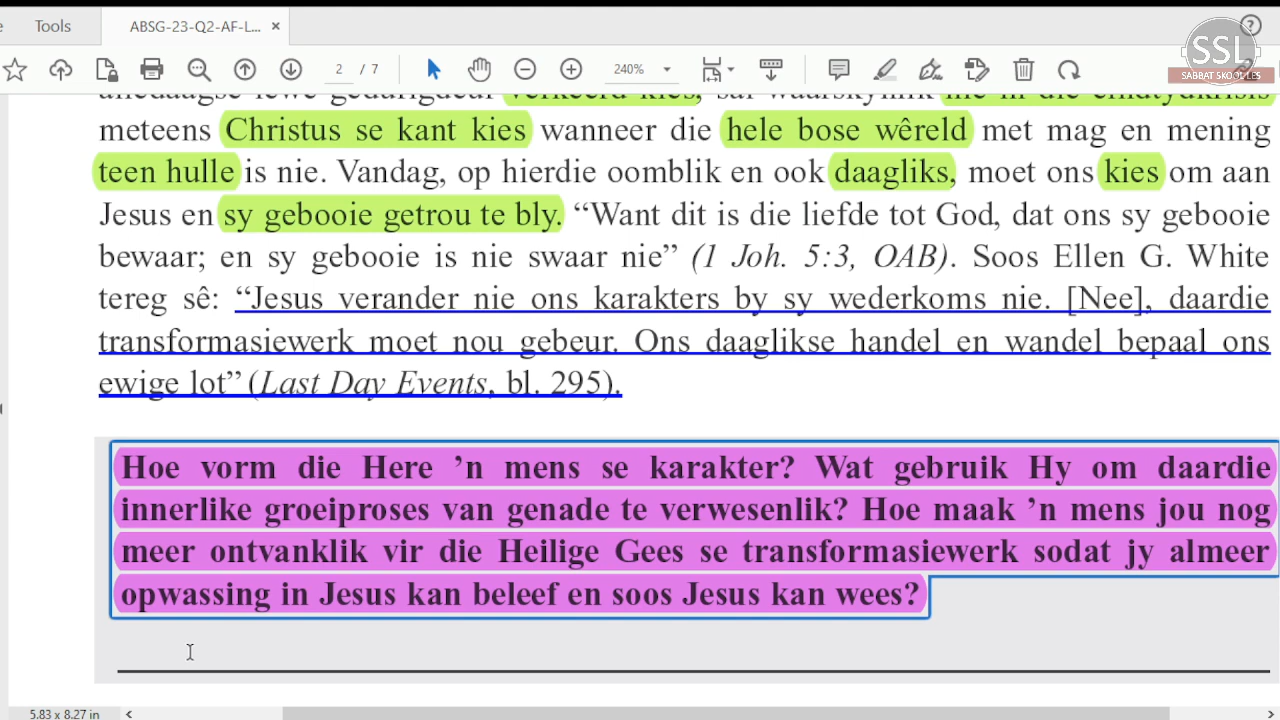 Tools
ABSG-23-Q2-AF-L... ×
SSL
SABBAT SKOOL LES
2 / 7
240%
meteens Christus se kant kies wanneer die hele bose wêreld met mag en mening
teen hulle is nie. Vandag, op hierdie oomblik en ook daagliks, moet ons kies om aan
Jesus en sy gebooie getrou te bly. “Want dit is die liefde tot God, dat ons sy gebooie
bewaar; en sy gebooie is nie swaar nie” (1 Joh. 5:3, OAB). Soos Ellen G. White
tereg sê: “Jesus verander nie ons karakters by sy wederkoms nie. [Nee], daardie
transformasiewerk moet nou gebeur. Ons daaglikse handel en wandel bepaal ons
ewige lot” (Last Day Events, bl. 295).
Hoe vorm die Here ’n mens se karakter? Wat gebruik Hy om daardie
innerlike groeiproses van genade te verwesenlik? Hoe maak ’n mens jou nog
meer ontvanklik vir die Heilige Gees se transformasiewerk sodat jy almeer
opwassing in Jesus kan beleef en soos Jesus kan wees?
5.83 x 8.27 in